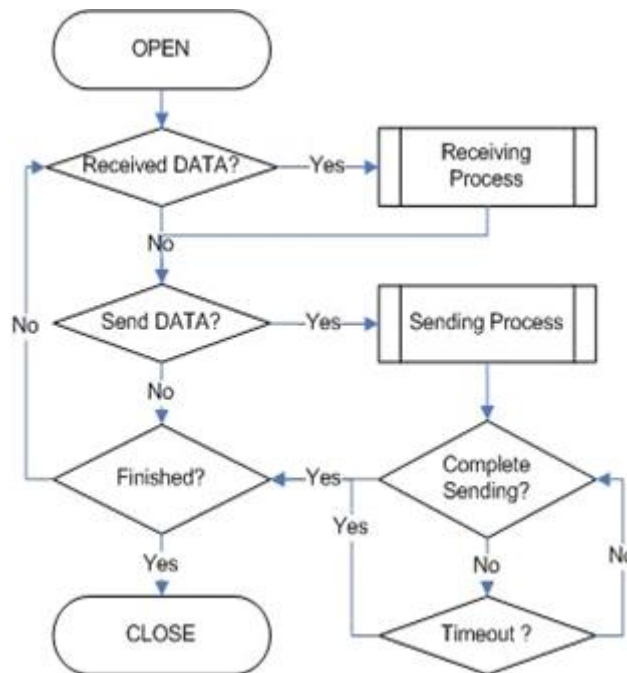 OPEN
Received DATA?
Yes
Receiving
Process
No
Send DATA?
Yes
Sending Process
No
No
Finished?
Yes
Complete
Sending?
Yes
No
No
Yes
Timeout ?
CLOSE